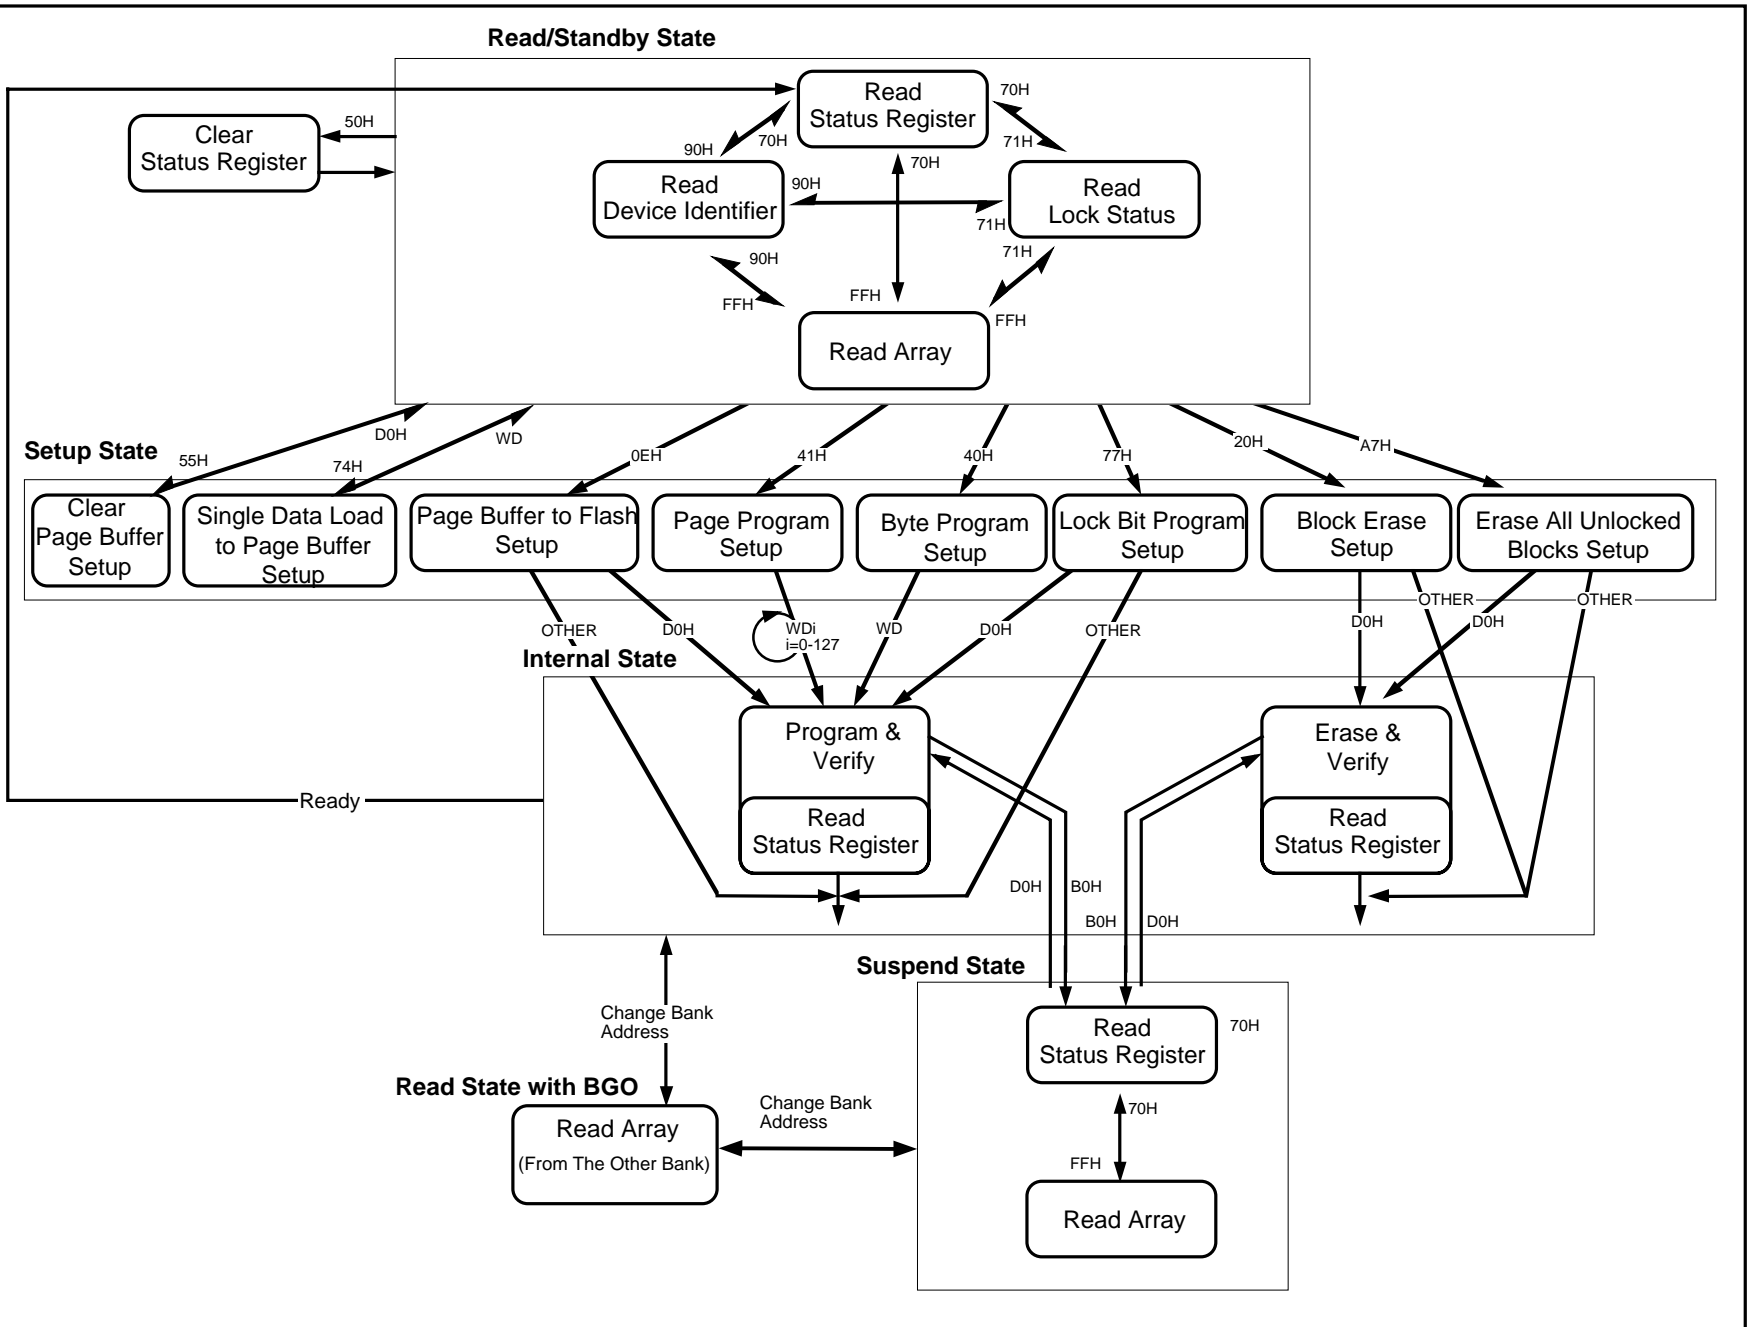 Read/Standby State
Read
Status Register
70H
50H
Clear
Status Register
90H
70H
71H
70H
Read
Device Identifier
90H
71H
Read
Lock Status
90H
71H
FFH
FFH
FFH
Read Array
Setup State
55H
D0H
74H
WD
0EH
41H
40H
77H
20H
A7H
Clear
Page Buffer
Setup
Single Data Load
to Page Buffer
Setup
Page Buffer to Flash
Setup
Page Program
Setup
Byte Program
Setup
Lock Bit Program
Setup
Block Erase
Setup
Erase All Unlocked
Blocks Setup
OTHER
D0H
WDi
i=0-127
WD
D0H
OTHER
D0H
OTHER
D0H
OTHER
Internal State
Program &
Verify
Read
Status Register
Erase &
Verify
Read
Status Register
Ready
D0H
B0H
B0H
D0H
Suspend State
Change Bank
Address
Read
Status Register
70H
Read State with BGO
Read Array
(From The Other Bank)
Change Bank
Address
70H
FFH
Read Array